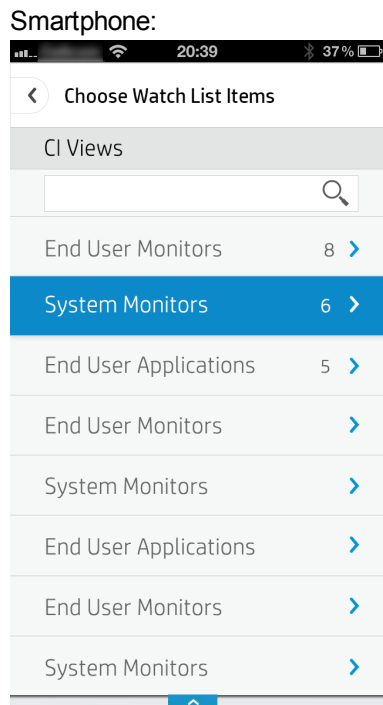 Smartphone:
20:39 37%
Choose Watch List Items
CI Views
End User Monitors 8
System Monitors 6
End User Applications 5
End User Monitors
System Monitors
End User Applications
End User Monitors
System Monitors